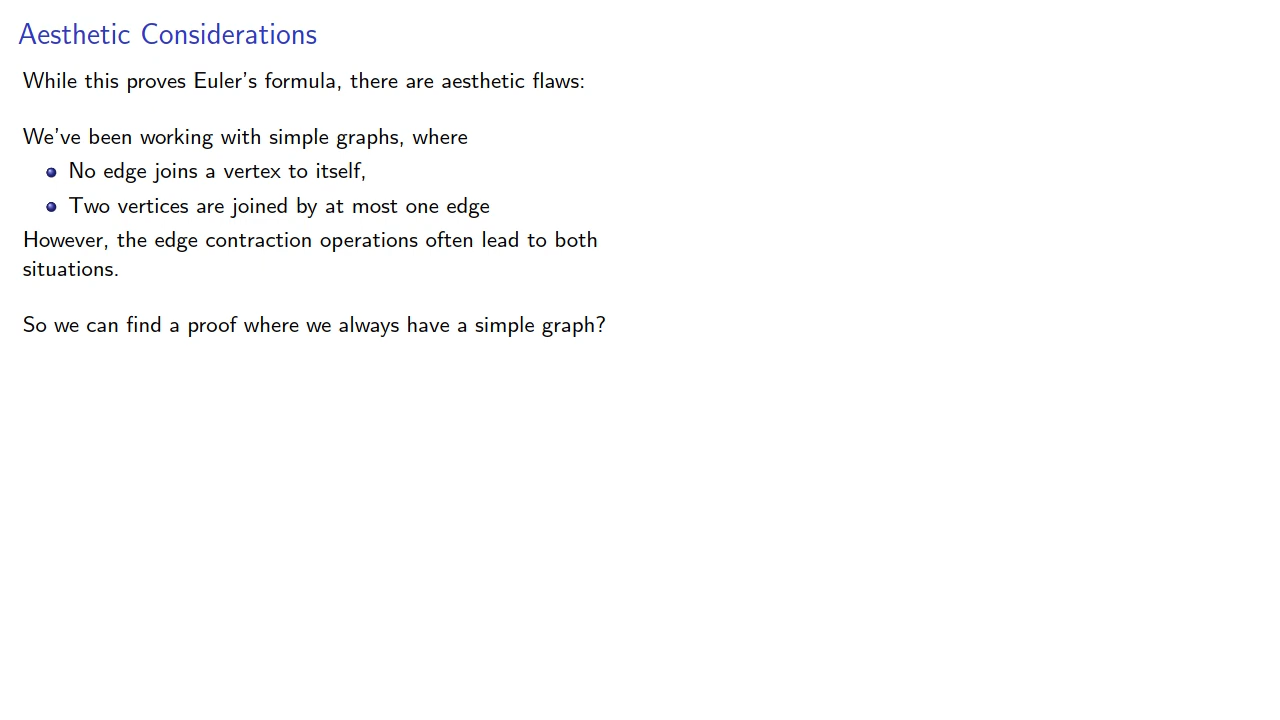 Aesthetic Considerations
While this proves Euler's formula, there are aesthetic flaws:
We've been working with simple graphs, where
No edge joins a vertex to itself,
Two vertices are joined by at most one edge
However, the edge contraction operations often lead to both
situations.
So we can find a proof where we always have a simple graph?